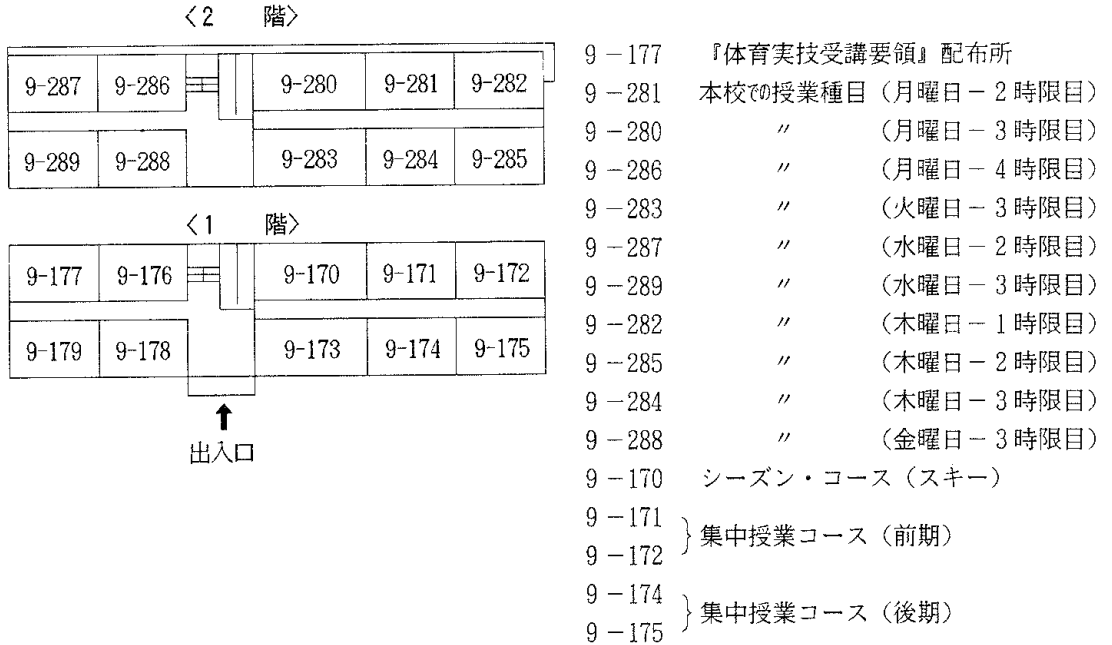 〈2 階〉
9-287 9-286 9-280 9-281 9-282
9-289 9-288 9-283 9-284 9-285
〈1 階〉
9-177 9-176 9-170 9-171 9-172
9-179 9-178 9-173 9-174 9-175
出入口
9－177 『体育実技受講要領』配布所
9－281 本校での授業種目（月曜日－2時限目）
9－280 〃 （月曜日－3時限目）
9－286 〃 （月曜日－4時限目）
9－283 〃 （火曜日－3時限目）
9－287 〃 （水曜日－2時限目）
9－289 〃 （水曜日－3時限目）
9－282 〃 （木曜日－1時限目）
9－285 〃 （木曜日－2時限目）
9－284 〃 （木曜日－3時限目）
9－288 〃 （金曜日－3時限目）
9－170 シーズン・コース（スキー）
9－171
9－172
集中授業コース（前期）
9－174
9－175
集中授業コース（後期）